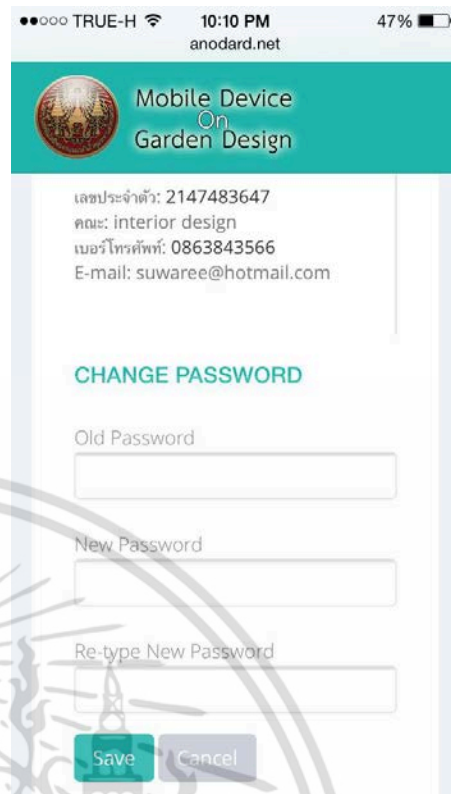 TRUE-H 10:10 PM 47%
anodard.net
Mobile Device
On
Garden Design
เลขประจำตัว: 2147483647
คณะ: interior design
เบอร์โทรศัพท์: 0863843566
E-mail: suwaree@hotmail.com
CHANGE PASSWORD
Old Password
New Password
Re-type New Password
Save Cancel